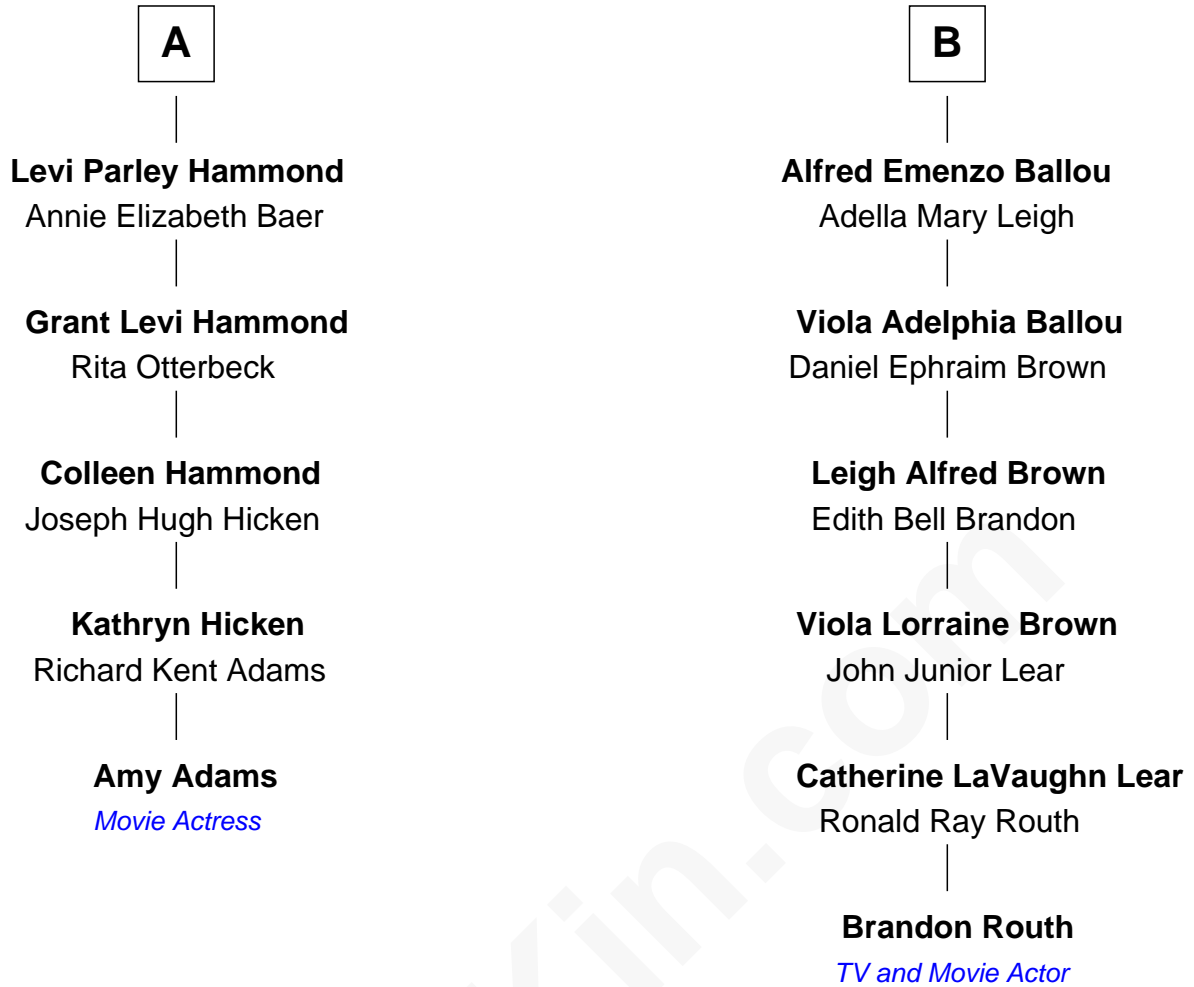 A
Levi Parley Hammond
Annie Elizabeth Baer
Grant Levi Hammond
Rita Otterbeck
Colleen Hammond
Joseph Hugh Hicken
Kathryn Hicken
Richard Kent Adams
Amy Adams
Movie Actress
B
Alfred Emenzo Ballou
Adella Mary Leigh
Viola Adelphia Ballou
Daniel Ephraim Brown
Leigh Alfred Brown
Edith Bell Brandon
Viola Lorraine Brown
John Junior Lear
Catherine LaVaughn Lear
Ronald Ray Routh
Brandon Routh
TV and Movie Actor
Kin.com